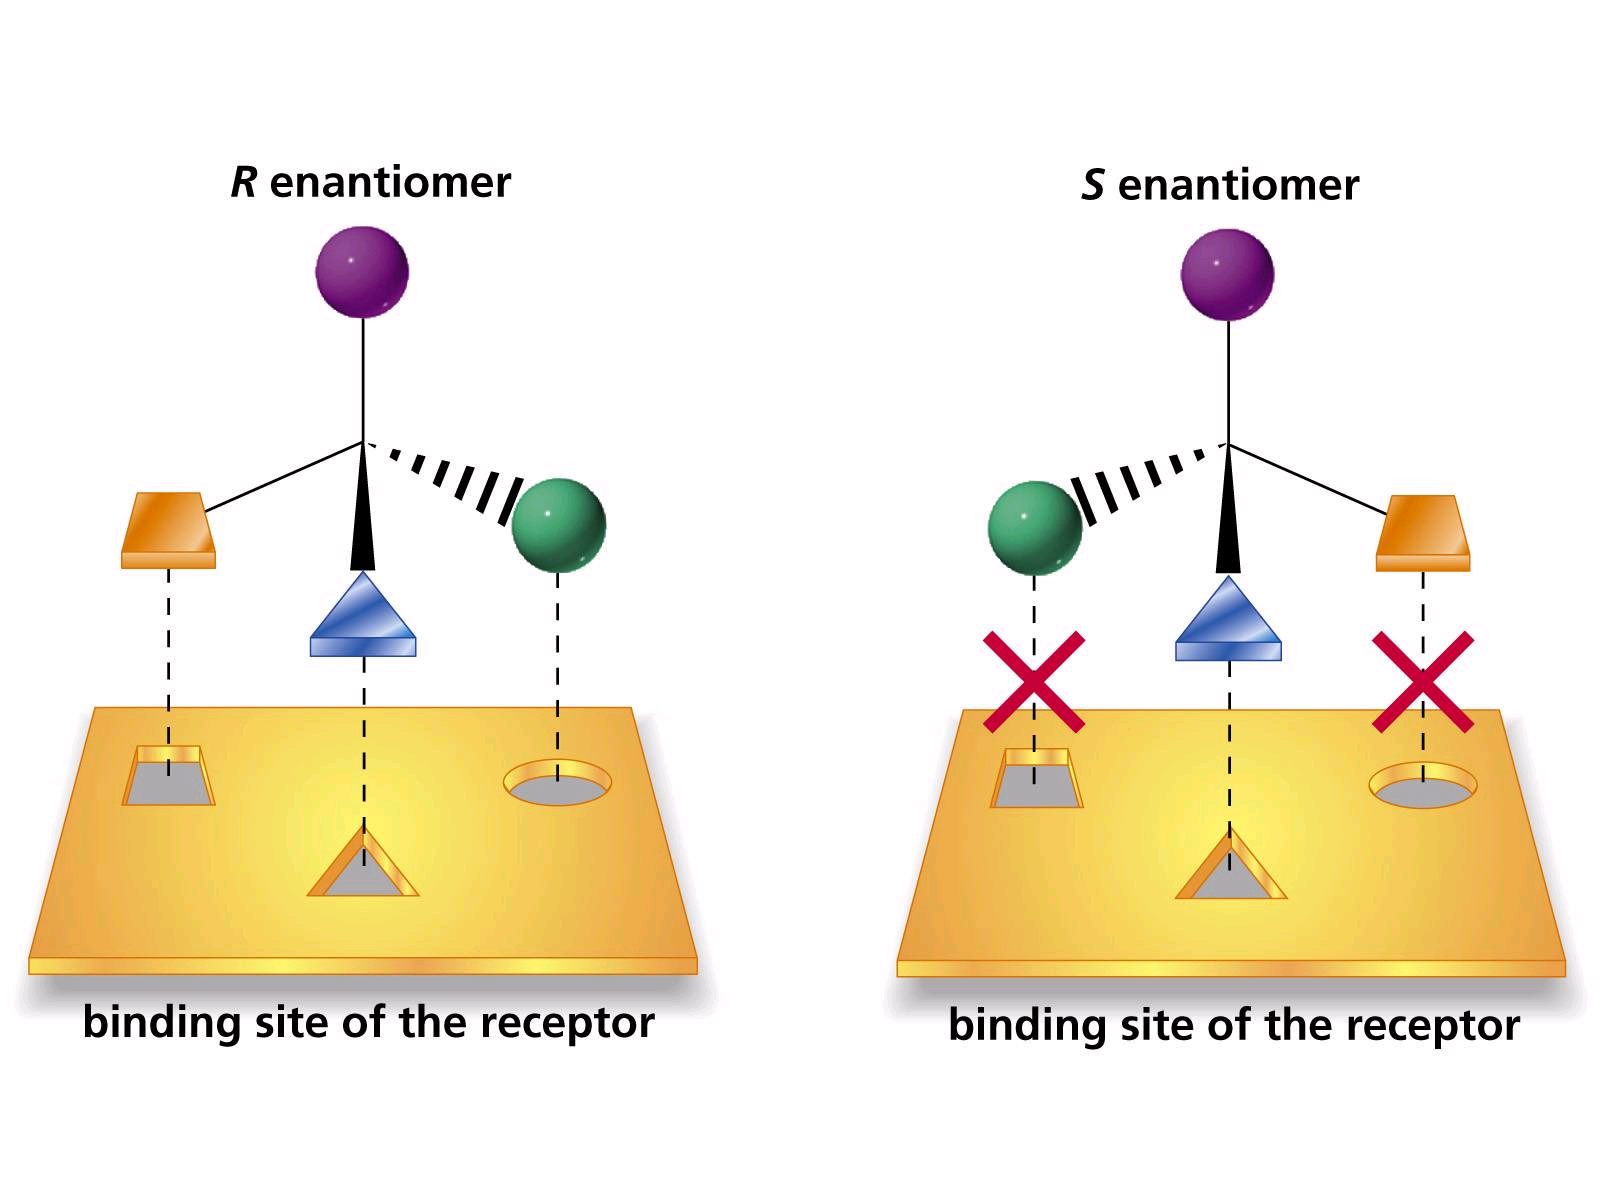 R enantiomer
S enantiomer
binding site of the receptor
binding site of the receptor